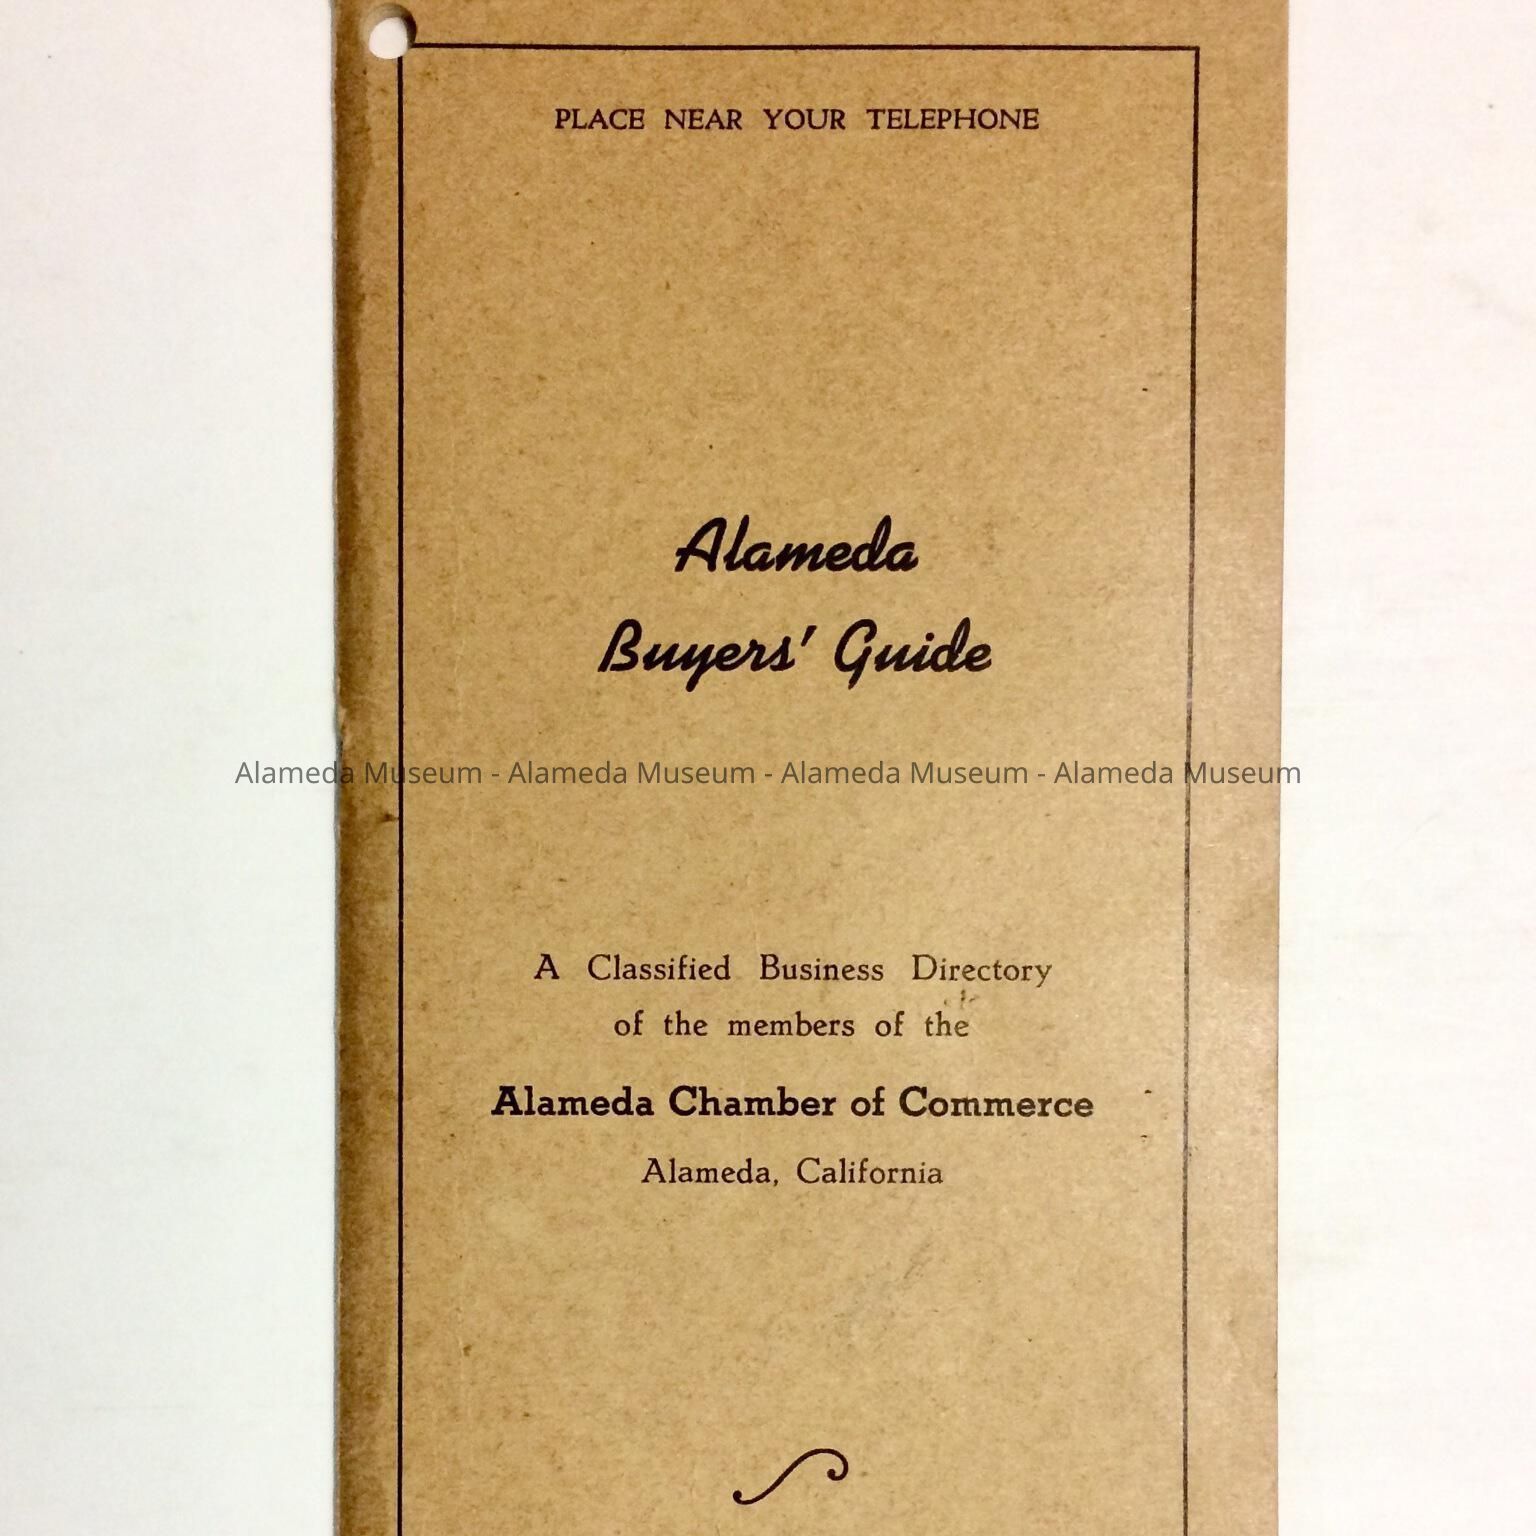 PLACE NEAR YOUR TELEPHONE
Alameda
Buyers' Guide
Alameda Museum - Alameda Museum - Alameda Museum - Alameda Museum
A Classified Business Directory
of the members of the
Alameda Chamber of Commerce
Alameda, California